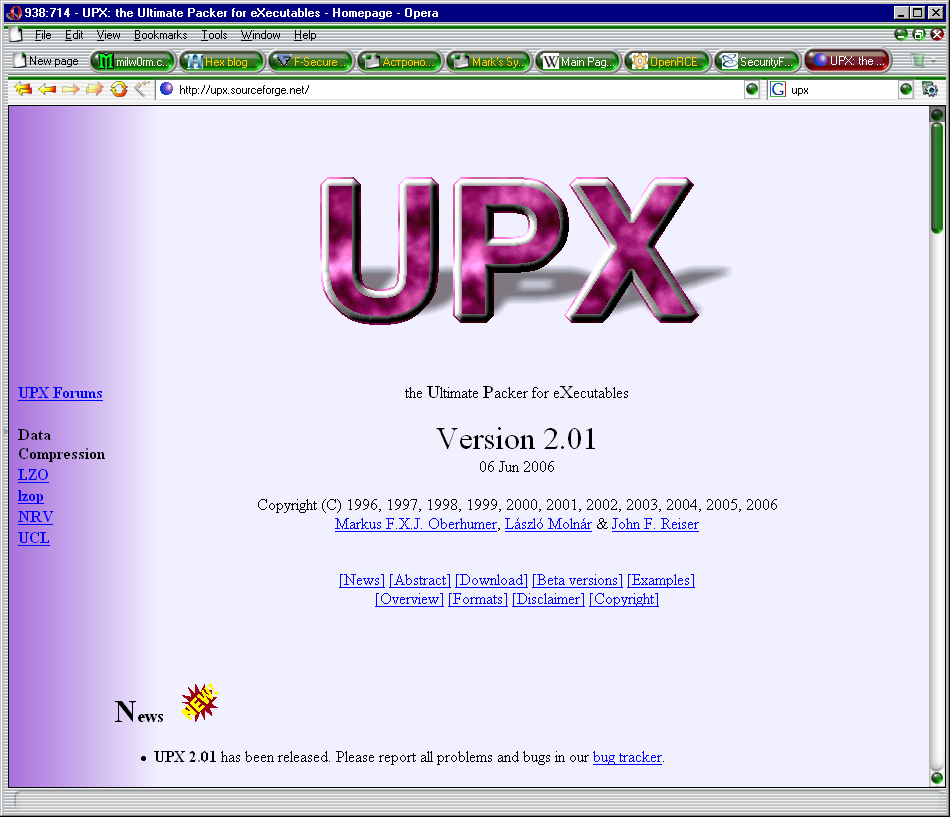 938:714 - UPX: the Ultimate Packer for eXecutables - Homepage - Opera
File Edit View Bookmarks Tools Window Help
New page milw0rm.c... Hex blog F-Secure ... Астроно... Mark's Sy... Main Pag... OpenRCE SecurityF... UPX: the ...
http://upx.sourceforge.net/ G upx
UPX
UPX Forums
the Ultimate Packer for eXecutables
Data
Compression
LZO
lzop
NRV
UCL
Version 2.01
06 Jun 2006
Copyright (C) 1996, 1997, 1998, 1999, 2000, 2001, 2002, 2003, 2004, 2005, 2006
Markus F.X.J. Oberhumer, László Molnár & John F. Reiser
[News] [Abstract] [Download] [Beta versions] [Examples]
[Overview] [Formats] [Disclaimer] [Copyright]
News NEW!
UPX 2.01 has been released. Please report all problems and bugs in our bug tracker.